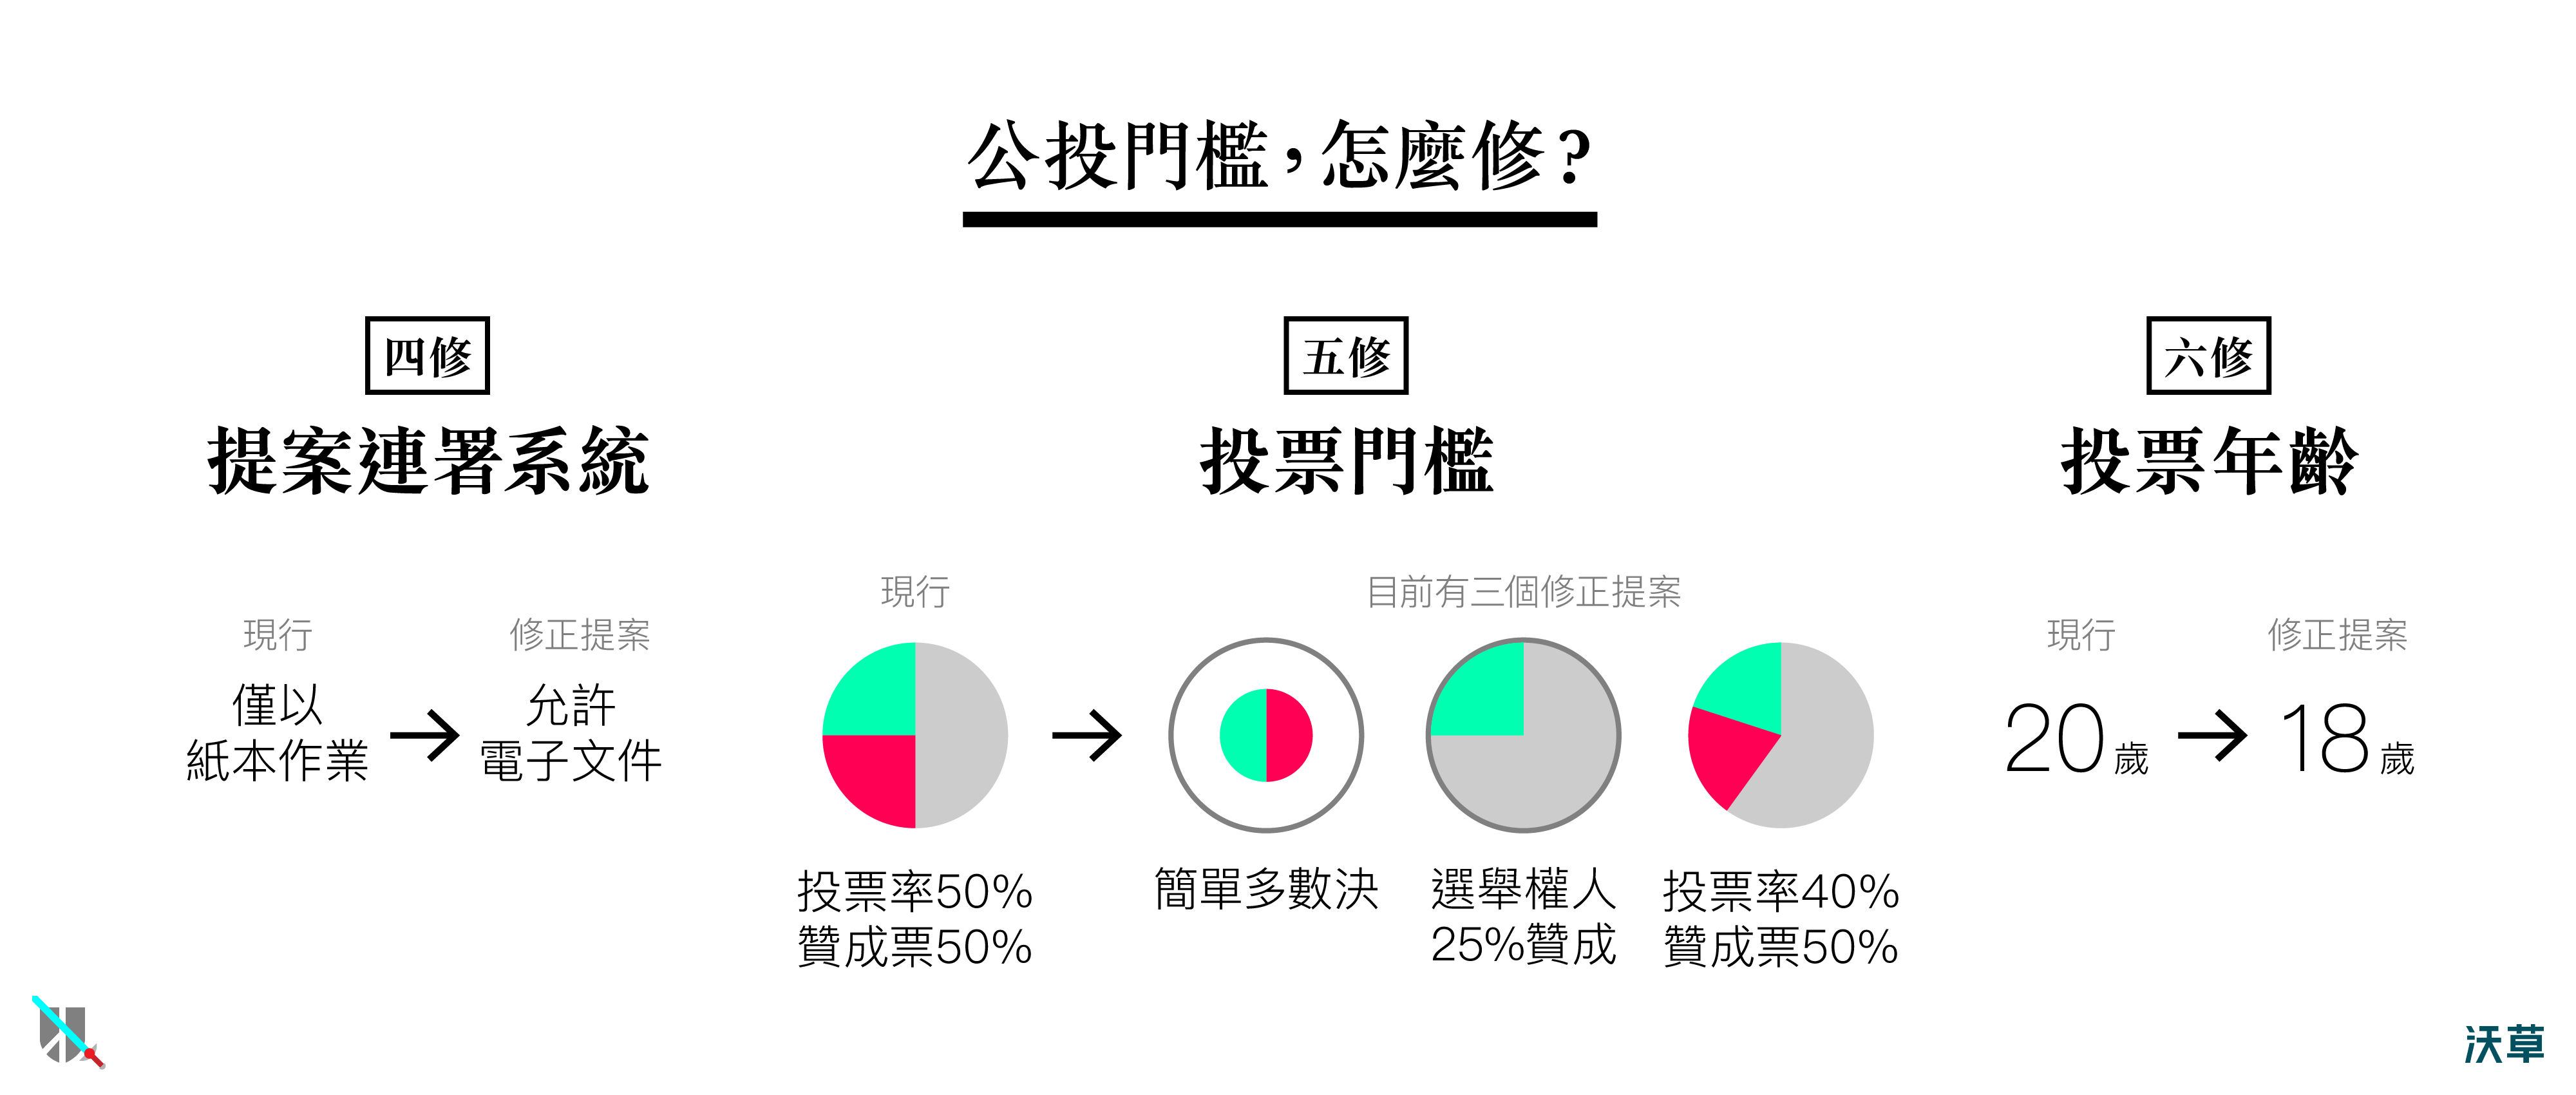 公投門檻，怎麼修？
四修
提案連署系統
現行
僅以
紙本作業
修正提案
允許
電子文件
五修
投票門檻
現行
投票率50%
贊成票50%
目前有三個修正提案
簡單多數決
選舉權人
25%贊成
投票率40%
贊成票50%
六修
投票年齡
現行
20歲
修正提案
18歲
沃草